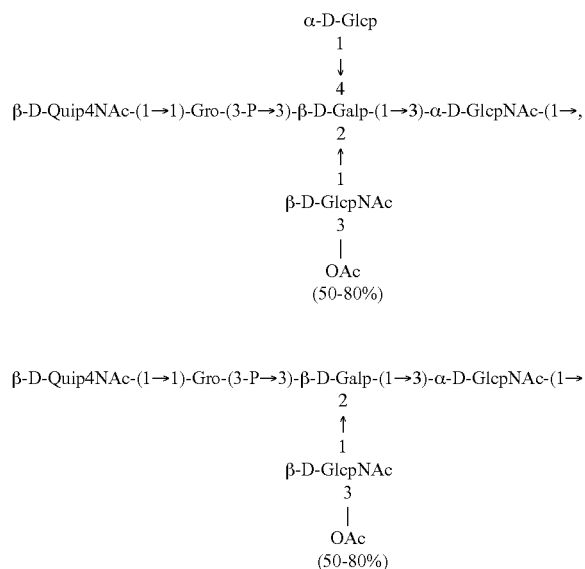 α-D-Glcp
1
↓
4
β-D-Quip4NAc-(1→1)-Gro-(3-P→3)-β-D-Galp-(1→3)-α-D-GlcpNAc-(1→,
2
↑
1
β-D-GlcpNAc
3
|
OAc
(50-80%)
β-D-Quip4NAc-(1→1)-Gro-(3-P→3)-β-D-Galp-(1→3)-α-D-GlcpNAc-(1→
2
↑
1
β-D-GlcpNAc
3
|
OAc
(50-80%)